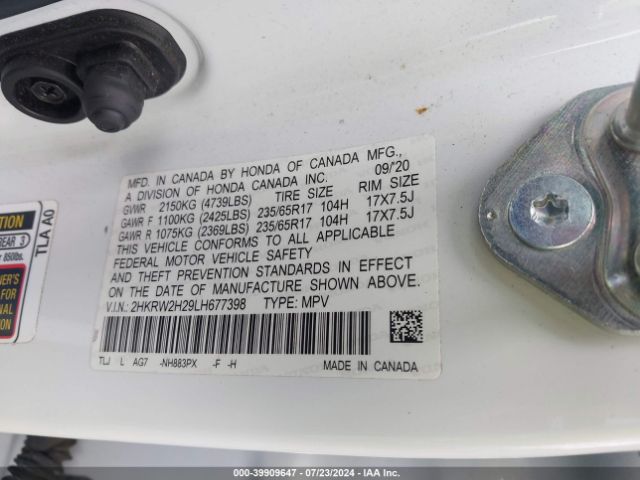 MFD. IN CANADA BY HONDA OF CANADA MFG.,
A DIVISION OF HONDA CANADA INC. 09/'20
GVWR 2150KG (4739LBS) TIRE SIZE RIM SIZE
GAWR F 1100KG (2425LBS) 235/65R17 104H 17X7.5J
GAWR R 1075KG (2369LBS) 235/65R17 104H 17X7.5J
THIS VEHICLE CONFORMS TO ALL APPLICABLE
FEDERAL MOTOR VEHICLE SAFETY
AND THEFT PREVENTION STANDARDS IN EFFECT
ON THE DATE OF MANUFACTURE SHOWN ABOVE.
V.I.N.: 2HKRW2H29LH677398 TYPE: MPV
TLJ L AG7 -NH883PX -F -H
MADE IN CANADA
REAR 3
850lbs.
TLA A0
FOR
000-39909647 / 07/23/2024 - IAA Inc.